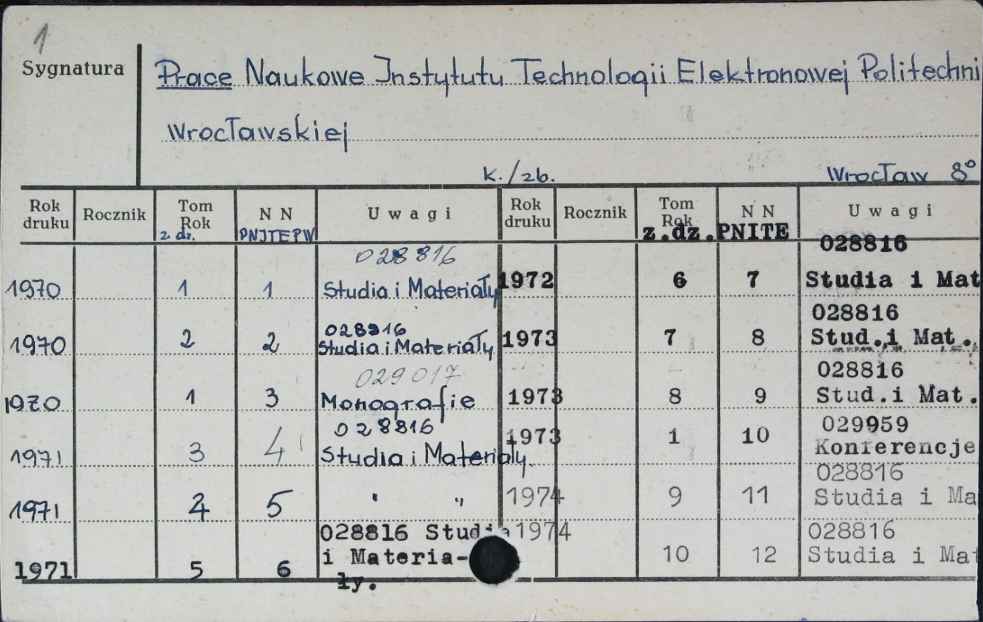 1
Sygnatura
Prace Naukowe Instytutu Technologii Elektronowej Politechni
Wrocławskiej
k./zb. Wrocław 8°
Rok druku Rocznik Tom Rok z. dz. N N PNITEPW Uwagi
1970 1 1 028816 Studia i Materiały
1970 2 2 028816 Studia i Materiały
1970 1 3 029017 Monografie
1971 3 4 028816 Studia i Materiały.
1971 4 5 " "
1971 5 6 028816 Studia i Materia-
ły.
Rok druku Rocznik Tom Rok z.dz. N N PNITE Uwagi
1972 6 7 028816 Studia i Mat
1973 7 8 028816 Stud.i Mat.
1973 8 9 028816 Stud.i Mat.
1973 1 10 029959 Konferencje
1974 9 11 028816 Studia i Ma
1974 10 12 028816 Studia i Mat